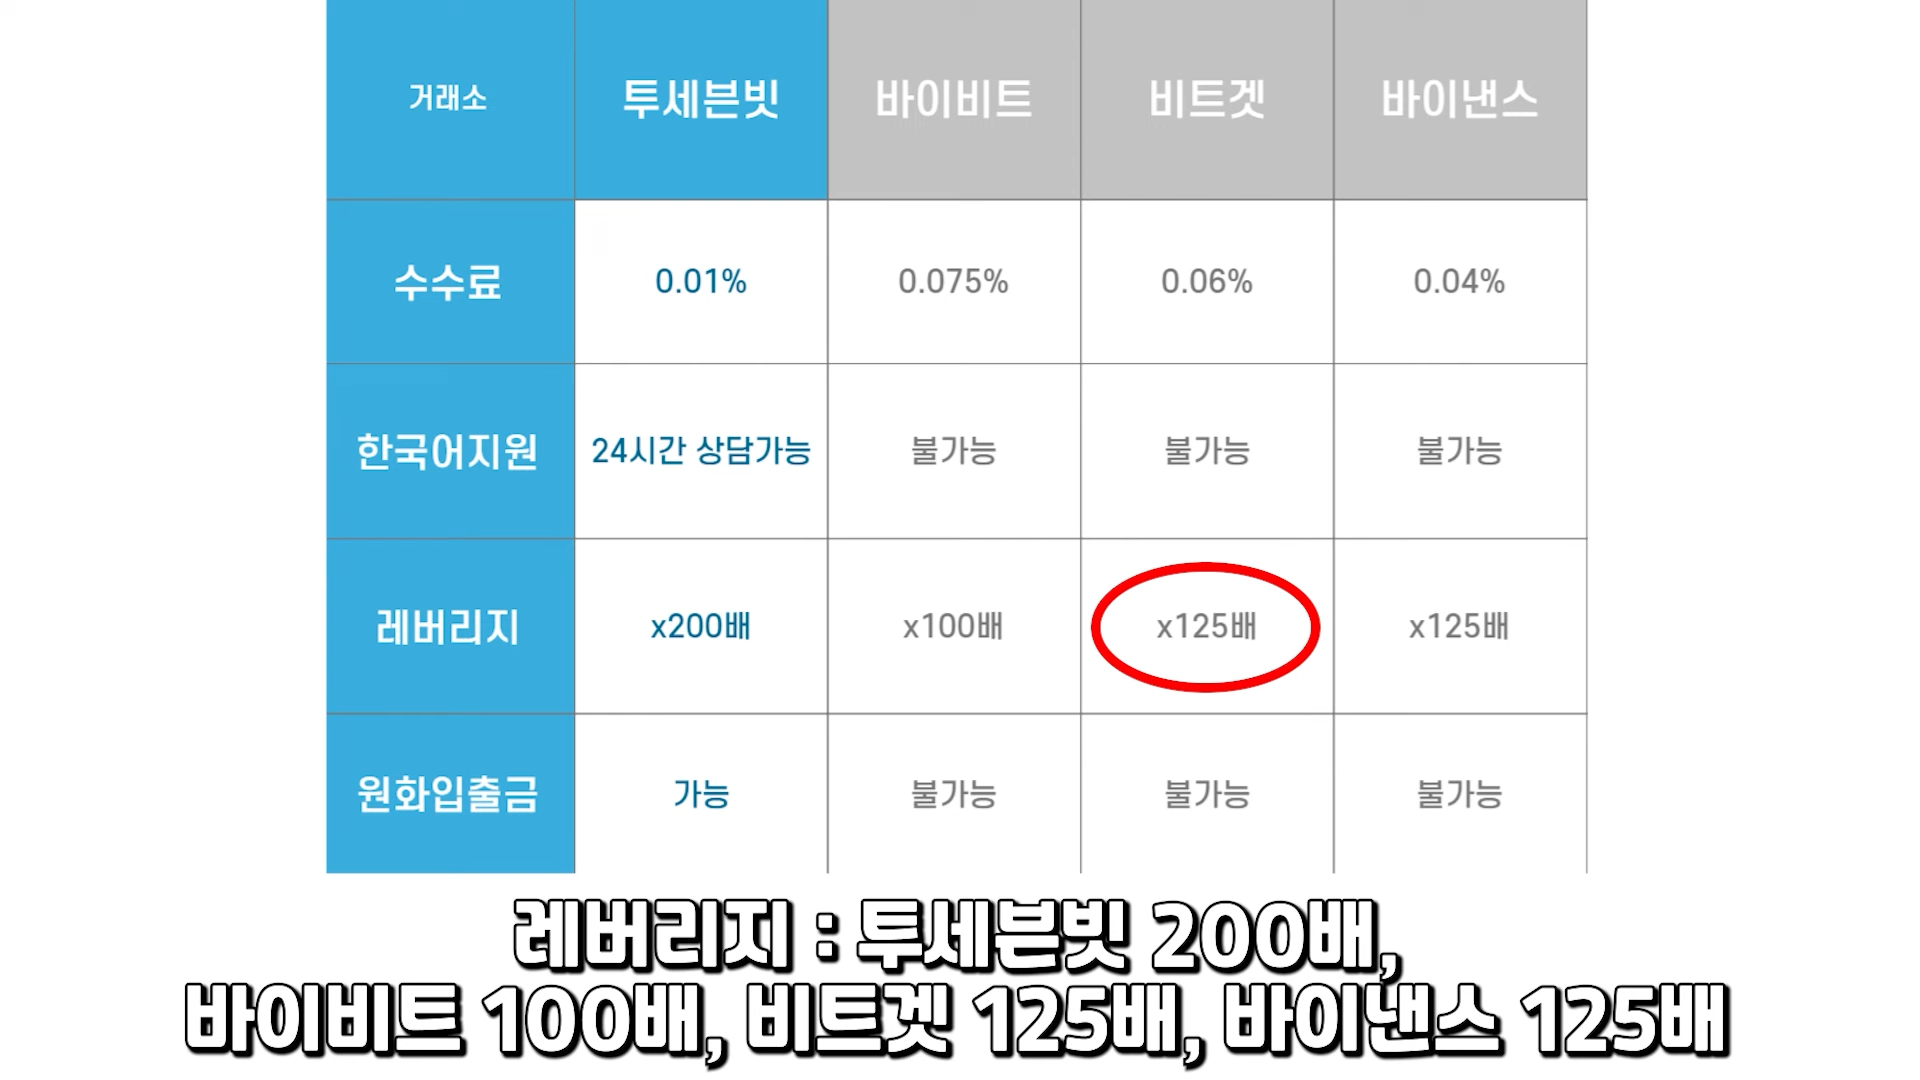 거래소 투세븐빗 바이비트 비트겟 바이낸스
수수료 0.01% 0.075% 0.06% 0.04%
한국어지원 24시간 상담가능 불가능 불가능 불가능
레버리지 x200배 x100배 x125배 x125배
원화입출금 가능 불가능 불가능 불가능
레버리지 : 투세븐빗 200배,
바이비트 100배, 비트겟 125배, 바이낸스 125배